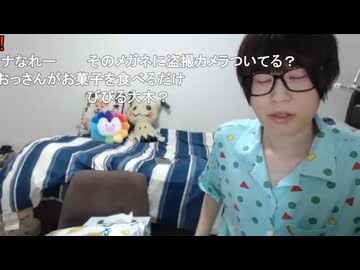 !
ナなれー
そのメガネに盗撮カメラついてる？
おっさんがお菓子を食べるだけ
びびる大木？